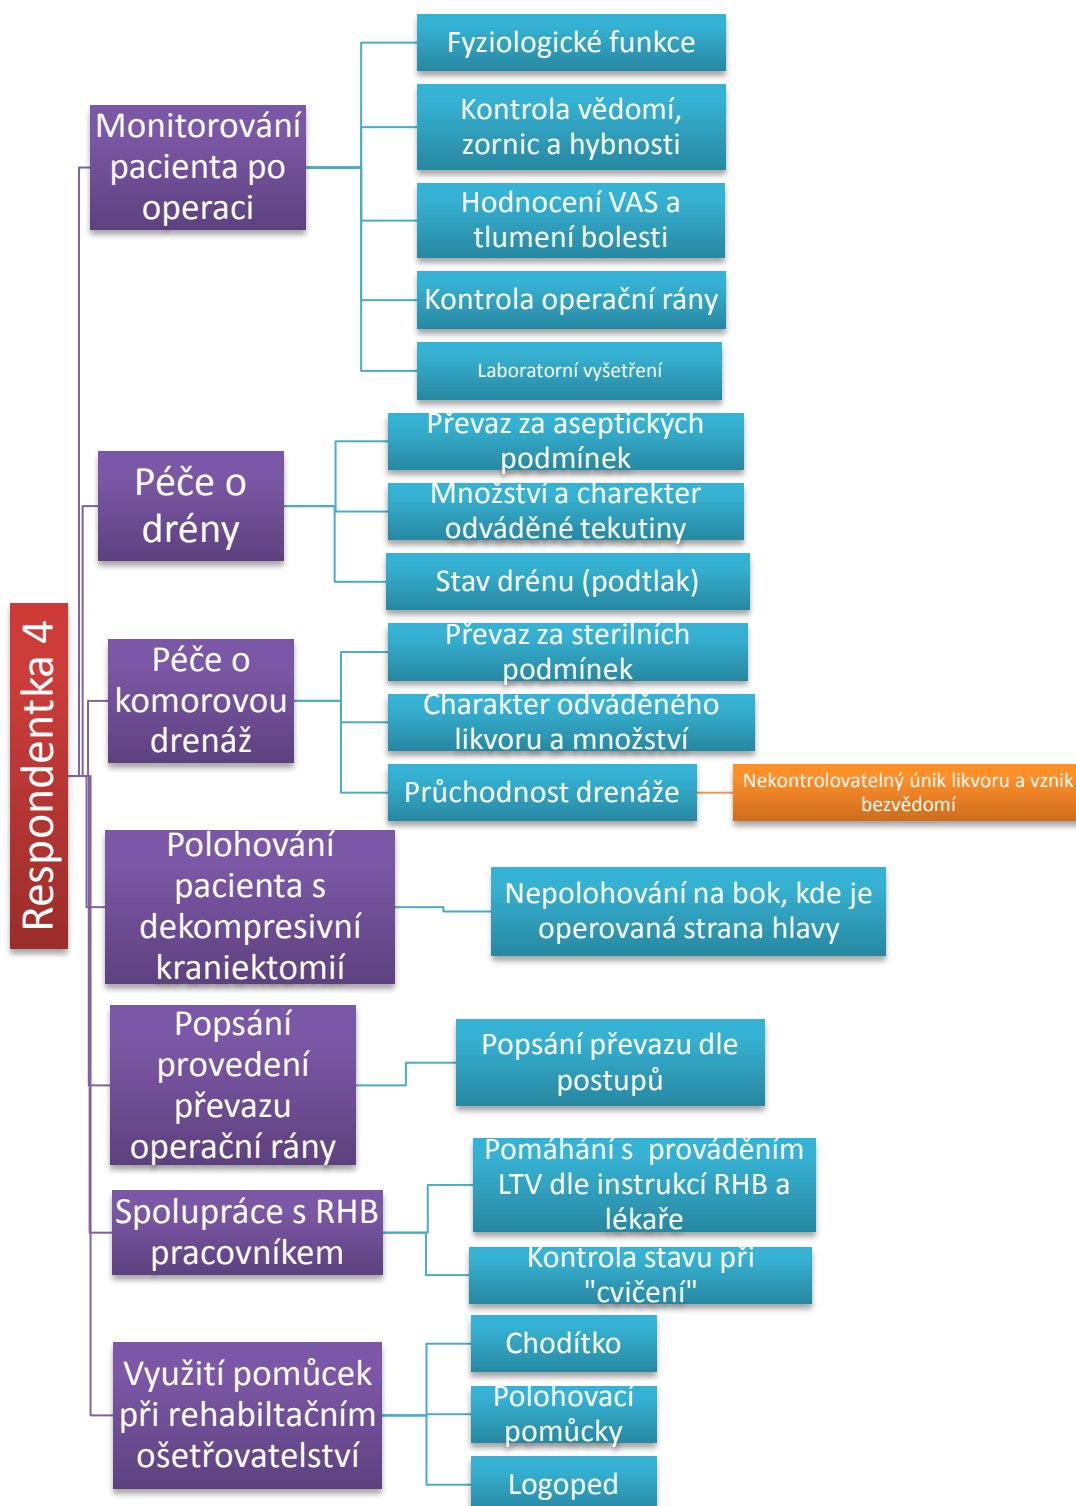 Respondentka 4
Monitorování
pacienta po
operaci
Fyziologické funkce
Kontrola vědomí,
zornic a hybnosti
Hodnocení VAS a
tlumení bolesti
Kontrola operační rány
Laboratorní vyšetření
Péče o
drény
Převaz za aseptických
podmínek
Množství a charekter
odváděné tekutiny
Stav drénu (podtlak)
Péče o
komorovou
drenáž
Převaz za sterilních
podmínek
Charakter odváděného
likvoru a množství
Průchodnost drenáže
Nekontrolovatelný únik likvoru a vznik
bezvědomí
Polohování
pacienta s
dekompresivní
kraniektomií
Nepolohování na bok, kde je
operovaná strana hlavy
Popsání
provedení
převazu
operační rány
Popsání převazu dle
postupů
Spolupráce s RHB
pracovníkem
Pomáhání s  prováděním
LTV dle instrukcí RHB a
lékaře
Kontrola stavu při
"cvičení"
Využití pomůcek
při rehabiltačním
ošetřovatelství
Chodítko
Polohovací
pomůcky
Logoped